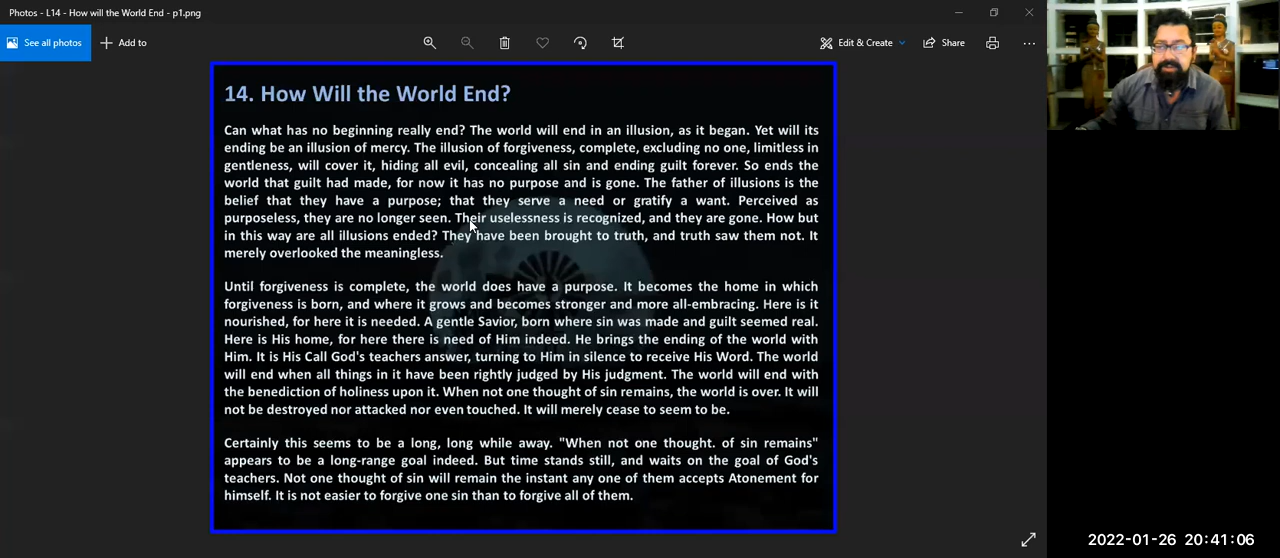 Photos - L14 - How will the World End - p1.png
See all photos
Add to
Edit & Create
Share
14. How Will the World End?
Can what has no beginning really end? The world will end in an illusion, as it began. Yet will its
ending be an illusion of mercy. The illusion of forgiveness, complete, excluding no one, limitless in
gentleness, will cover it, hiding all evil, concealing all sin and ending guilt forever. So ends the
world that guilt had made, for now it has no purpose and is gone. The father of illusions is the
belief that they have a purpose; that they serve a need or gratify a want. Perceived as
purposeless, they are no longer seen. Their uselessness is recognized, and they are gone. How but
in this way are all illusions ended? They have been brought to truth, and truth saw them not. It
merely overlooked the meaningless.
Until forgiveness is complete, the world does have a purpose. It becomes the home in which
forgiveness is born, and where it grows and becomes stronger and more all-embracing. Here is it
nourished, for here it is needed. A gentle Savior, born where sin was made and guilt seemed real.
Here is His home, for here there is need of Him indeed. He brings the ending of the world with
Him. It is His Call God's teachers answer, turning to Him in silence to receive His Word. The world
will end when all things in it have been rightly judged by His judgment. The world will end with
the benediction of holiness upon it. When not one thought of sin remains, the world is over. It will
not be destroyed nor attacked nor even touched. It will merely cease to seem to be.
Certainly this seems to be a long, long while away. "When not one thought. of sin remains"
appears to be a long-range goal indeed. But time stands still, and waits on the goal of God's
teachers. Not one thought of sin will remain the instant any one of them accepts Atonement for
himself. It is not easier to forgive one sin than to forgive all of them.
2022-01-26 20:41:06